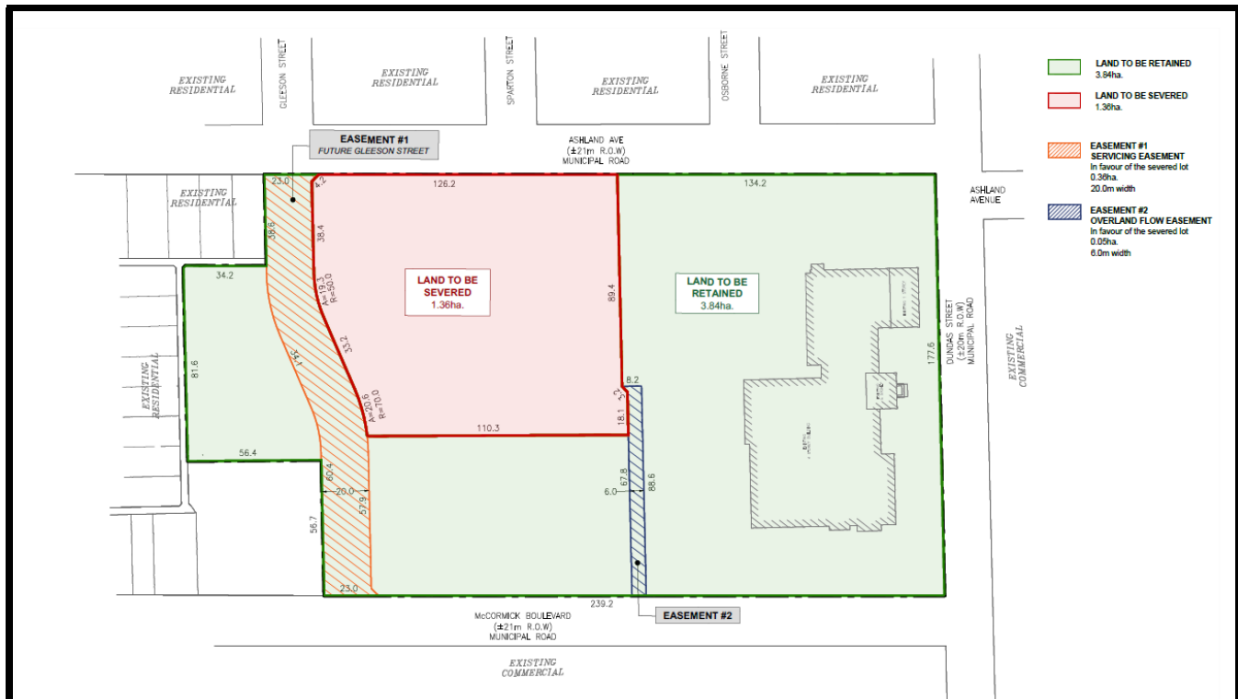 GLEESON STREET
SPARTON STREET
OSBORNE STREET
EXISTING
RESIDENTIAL
EXISTING
RESIDENTIAL
EXISTING
RESIDENTIAL
EXISTING
RESIDENTIAL
LAND TO BE RETAINED
3.84ha.
LAND TO BE SEVERED
1.36ha.
EASEMENT #1
SERVICING EASEMENT
In favour of the severed lot
0.36ha.
20.0m width
EASEMENT #2
OVERLAND FLOW EASEMENT
In favour of the severed lot
0.05ha.
6.0m width
EASEMENT #1
FUTURE GLEESON STREET
ASHLAND AVE
(±21m R.O.W)
MUNICIPAL ROAD
23.0
4.2
126.2
134.2
ASHLAND
AVENUE
EXISTING
RESIDENTIAL
38.6
38.4
34.2
A=19.3
R=50.0
LAND TO BE
SEVERED
1.36ha.
89.4
LAND TO BE
RETAINED
3.84ha.
DUNDAS STREET
(±20m R.O.W)
MUNICIPAL ROAD
177.6
EXISTING
COMMERCIAL
EXISTING
RESIDENTIAL
81.6
34.1
33.2
8.2
A=20.6
R=70.0
18.1
110.3
56.4
60.4
20.0
57.9
6.0
67.8
88.6
56.7
23.0
239.2
McCORMICK BOULEVARD
(±21m R.O.W)
MUNICIPAL ROAD
EASEMENT #2
EXISTING
COMMERCIAL